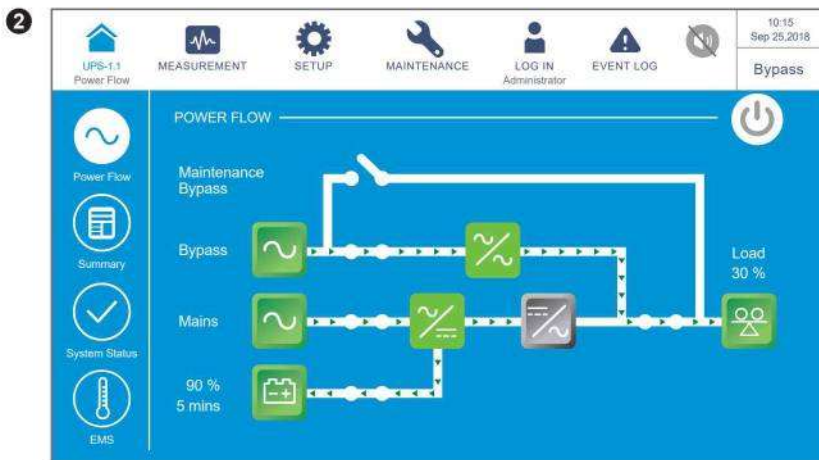 2
10:15
Sep 25,2018
Bypass
UPS-1.1
Power Flow
MEASUREMENT
SETUP
MAINTENANCE
LOG IN
Administrator
EVENT LOG
POWER FLOW
Power Flow
Summary
System Status
EMS
Maintenance
Bypass
Bypass
Mains
90 %
5 mins
Load
30 %